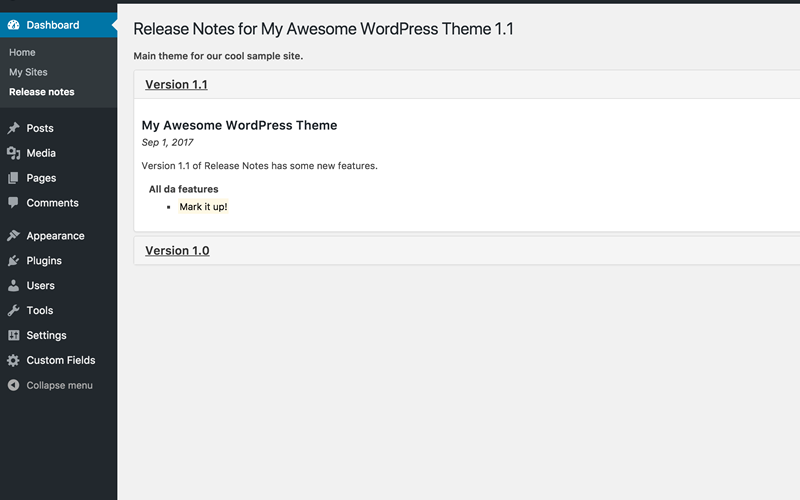 Dashboard
Home
My Sites
Release notes
Posts
Media
Pages
Comments
Appearance
Plugins
Users
Tools
Settings
Custom Fields
Collapse menu
Release Notes for My Awesome WordPress Theme 1.1
Main theme for our cool sample site.
Version 1.1
My Awesome WordPress Theme
Sep 1, 2017
Version 1.1 of Release Notes has some new features.
All da features
Mark it up!
Version 1.0